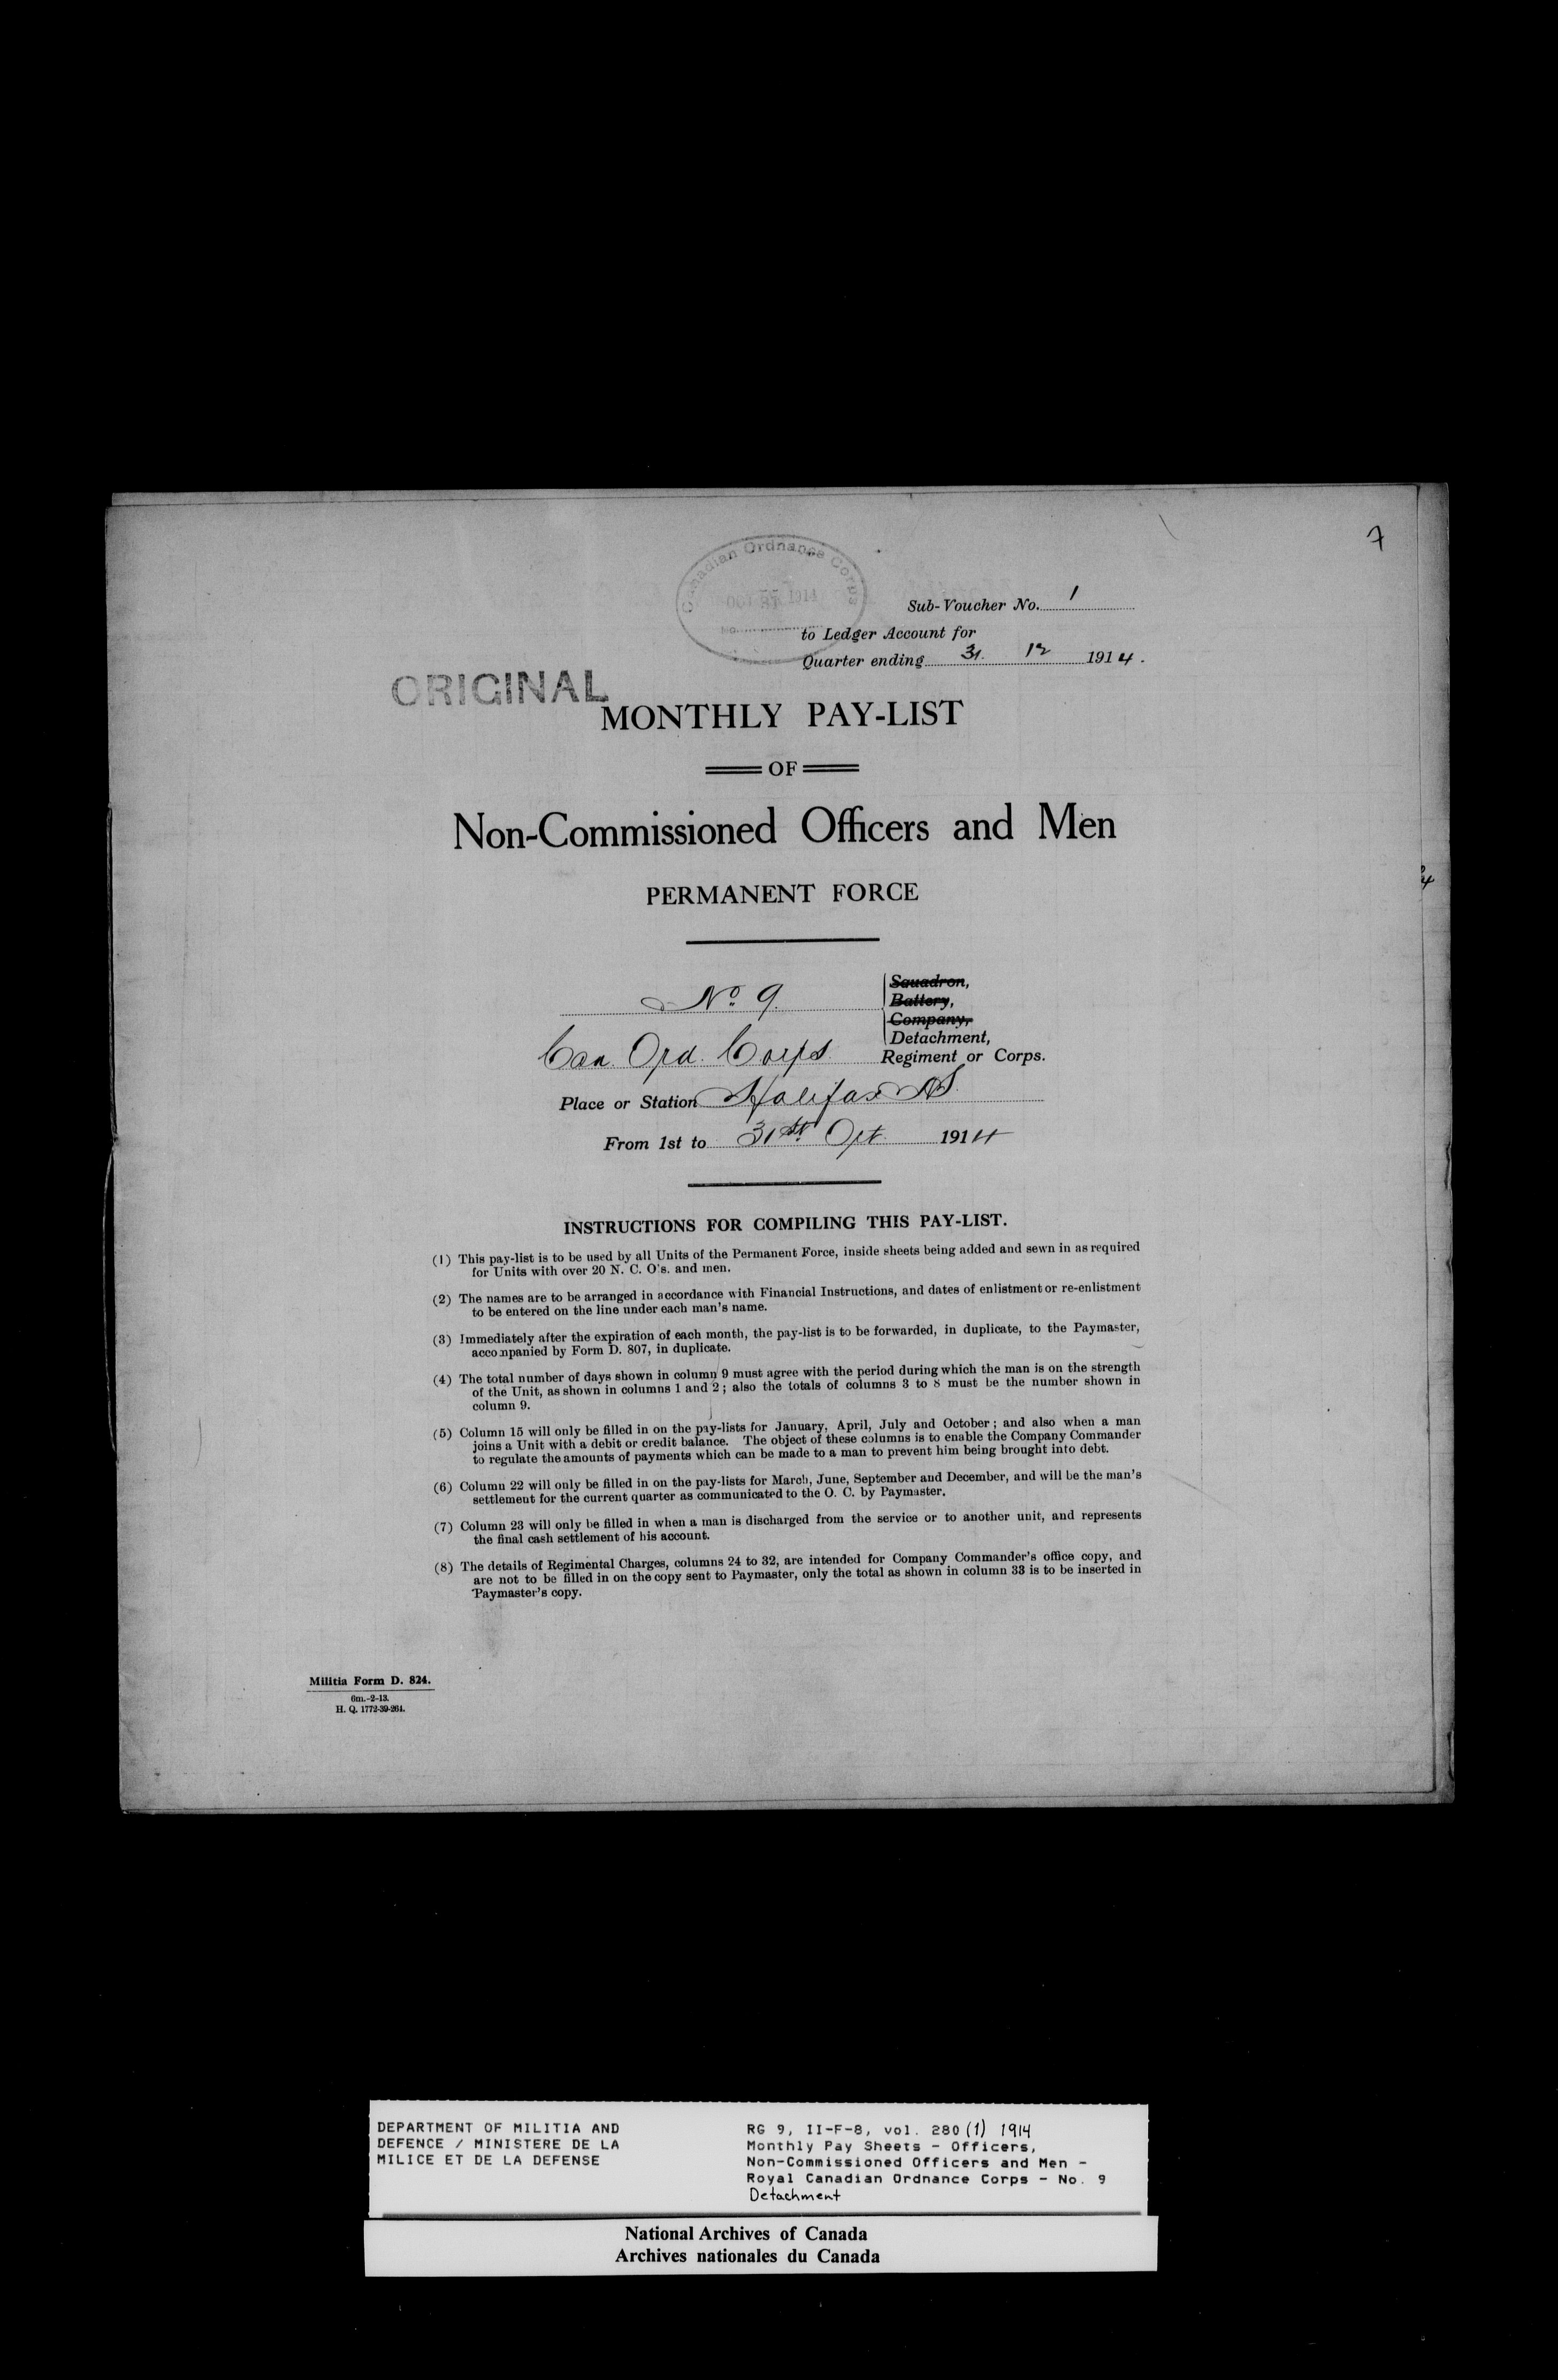 7
Canadian Ordnance Corps
1914
No.
Sub-Voucher No. 1
to Ledger Account for
Quarter ending 31. 12 1914.
ORIGINAL
MONTHLY PAY-LIST
OF
Non-Commissioned Officers and Men
PERMANENT FORCE
No 9.
Squadron,
Battery,
Company,
Detachment,
Can. Ord. Corps. Regiment or Corps.
Place or Station Halifax NS.
From 1st to 31st Oct. 1914
INSTRUCTIONS FOR COMPILING THIS PAY-LIST.
(1) This pay-list is to be used by all Units of the Permanent Force, inside sheets being added and sewn in as required
for Units with over 20 N. C. O's. and men.
(2) The names are to be arranged in accordance with Financial Instructions, and dates of enlistment or re-enlistment
to be entered on the line under each man's name.
(3) Immediately after the expiration of each month, the pay-list is to be forwarded, in duplicate, to the Paymaster,
accompanied by Form D. 807, in duplicate.
(4) The total number of days shown in column 9 must agree with the period during which the man is on the strength
of the Unit, as shown in columns 1 and 2; also the totals of columns 3 to 8 must be the number shown in
column 9.
(5) Column 15 will only be filled in on the pay-lists for January, April, July and October; and also when a man
joins a Unit with a debit or credit balance. The object of these columns is to enable the Company Commander
to regulate the amounts of payments which can be made to a man to prevent him being brought into debt.
(6) Column 22 will only be filled in on the pay-lists for March, June, September and December, and will be the man's
settlement for the current quarter as communicated to the O. C. by Paymaster.
(7) Column 23 will only be filled in when a man is discharged from the service or to another unit, and represents
the final cash settlement of his account.
(8) The details of Regimental Charges, columns 24 to 32, are intended for Company Commander's office copy, and
are not to be filled in on the copy sent to Paymaster, only the total as shown in column 33 is to be inserted in
Paymaster's copy.
Militia Form D. 824.
6m.-2-13.
H. Q. 1772-39-264.
DEPARTMENT OF MILITIA AND
DEFENCE / MINISTERE DE LA
MILICE ET DE LA DEFENSE
RG 9, II-F-8, vol. 280 (1) 1914
Monthly Pay Sheets - Officers,
Non-Commissioned Officers and Men -
Royal Canadian Ordnance Corps - No. 9
Detachment
National Archives of Canada
Archives nationales du Canada